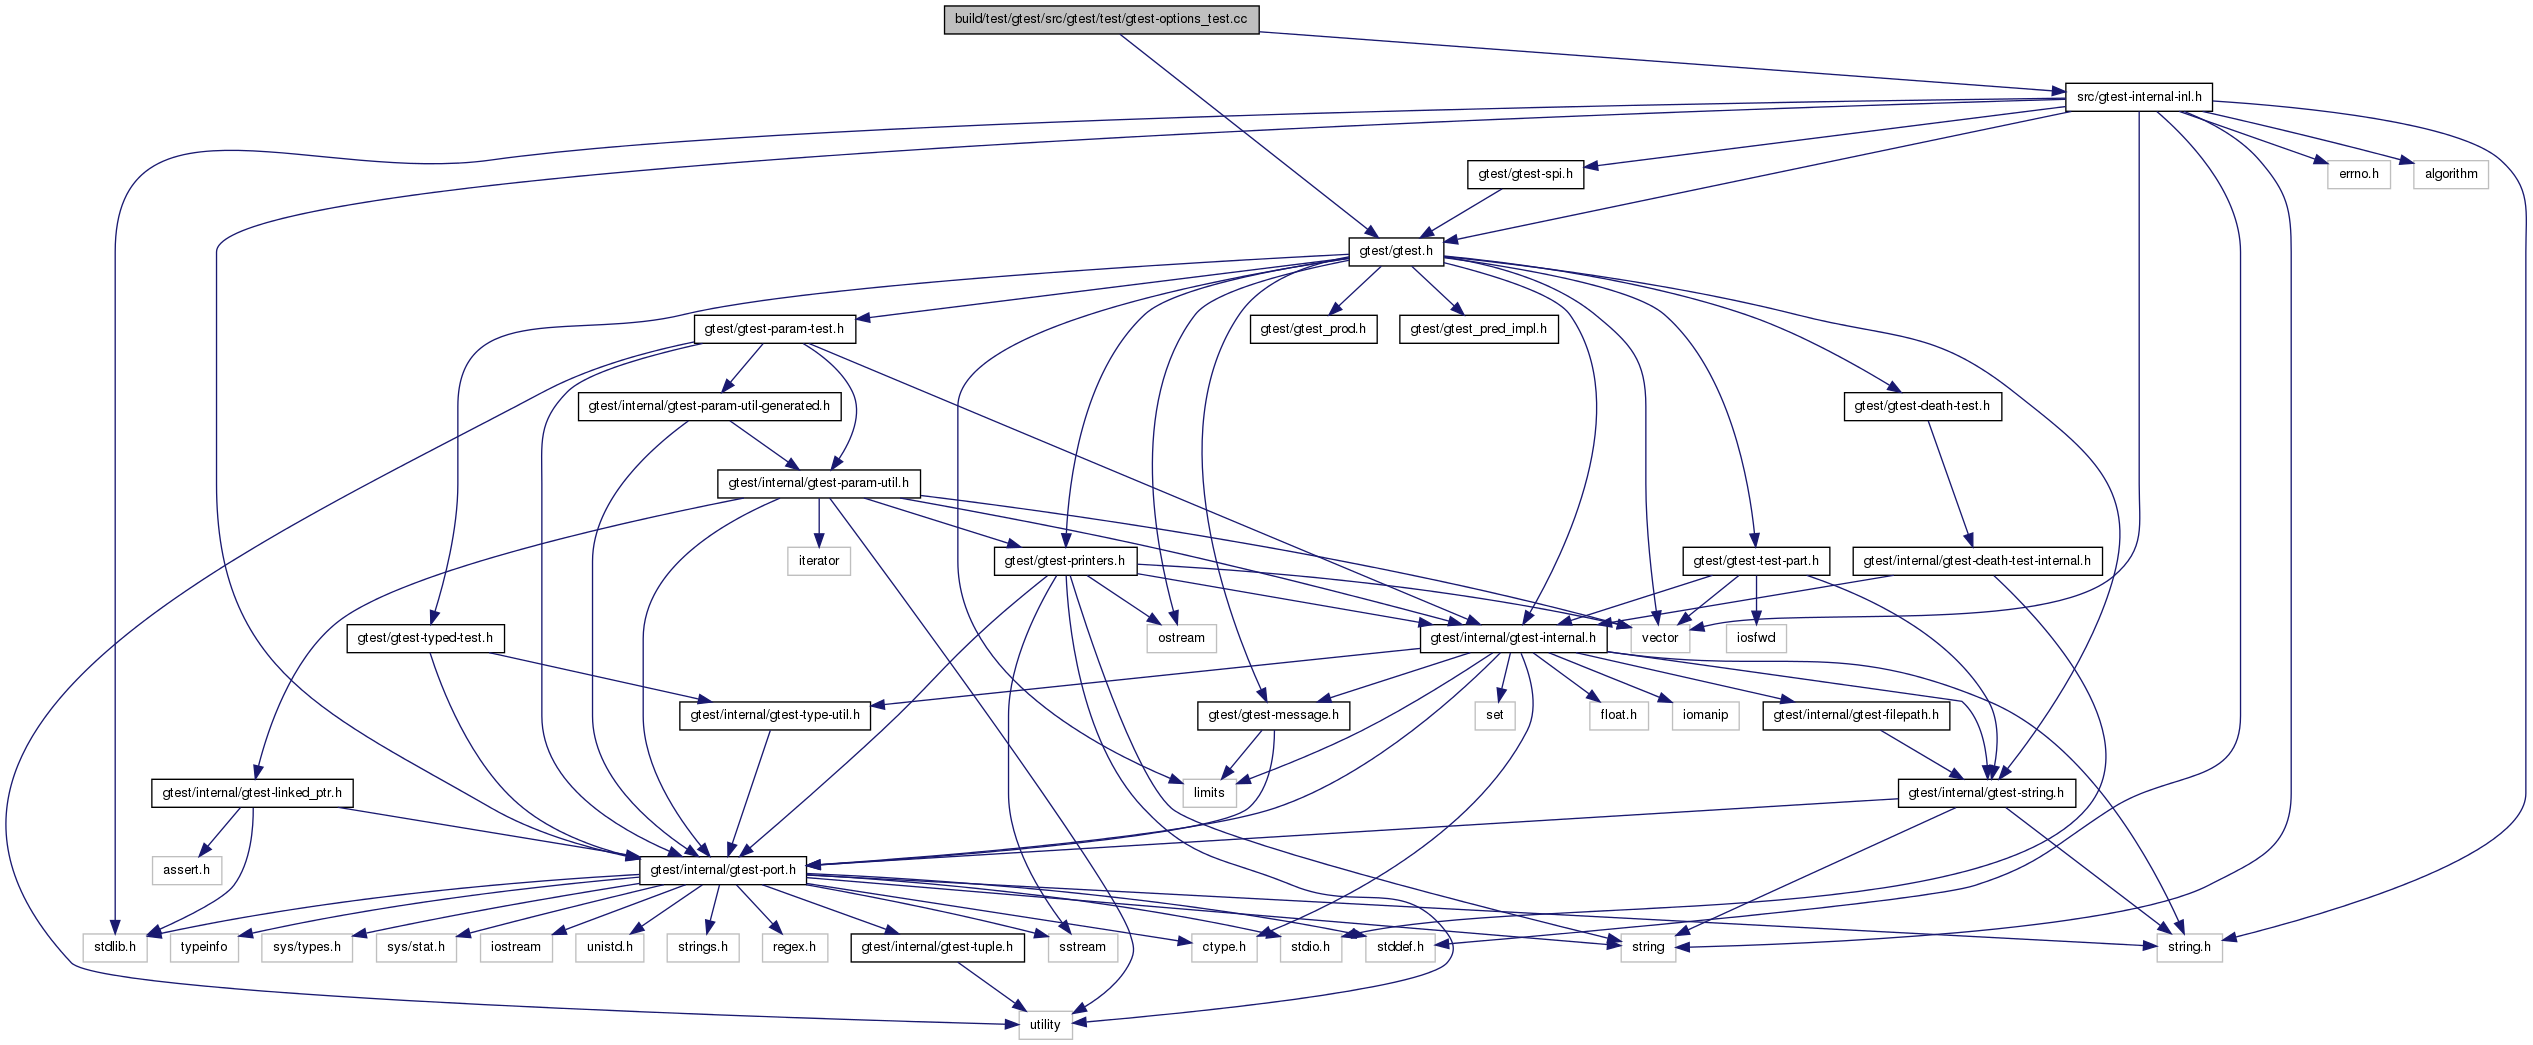 build/test/gtest/src/gtest/test/gtest-options_test.cc
src/gtest-internal-inl.h
gtest/gtest-spi.h
errno.h
algorithm
gtest/gtest.h
gtest/gtest-param-test.h
gtest/gtest_prod.h
gtest/gtest_pred_impl.h
gtest/internal/gtest-param-util-generated.h
gtest/gtest-death-test.h
gtest/internal/gtest-param-util.h
iterator
gtest/gtest-printers.h
gtest/gtest-test-part.h
gtest/internal/gtest-death-test-internal.h
gtest/gtest-typed-test.h
ostream
gtest/internal/gtest-internal.h
vector
iosfwd
gtest/internal/gtest-type-util.h
gtest/gtest-message.h
set
float.h
iomanip
gtest/internal/gtest-filepath.h
gtest/internal/gtest-linked_ptr.h
limits
gtest/internal/gtest-string.h
assert.h
gtest/internal/gtest-port.h
stdlib.h
typeinfo
sys/types.h
sys/stat.h
iostream
unistd.h
strings.h
regex.h
gtest/internal/gtest-tuple.h
sstream
ctype.h
stdio.h
stddef.h
string
string.h
utility